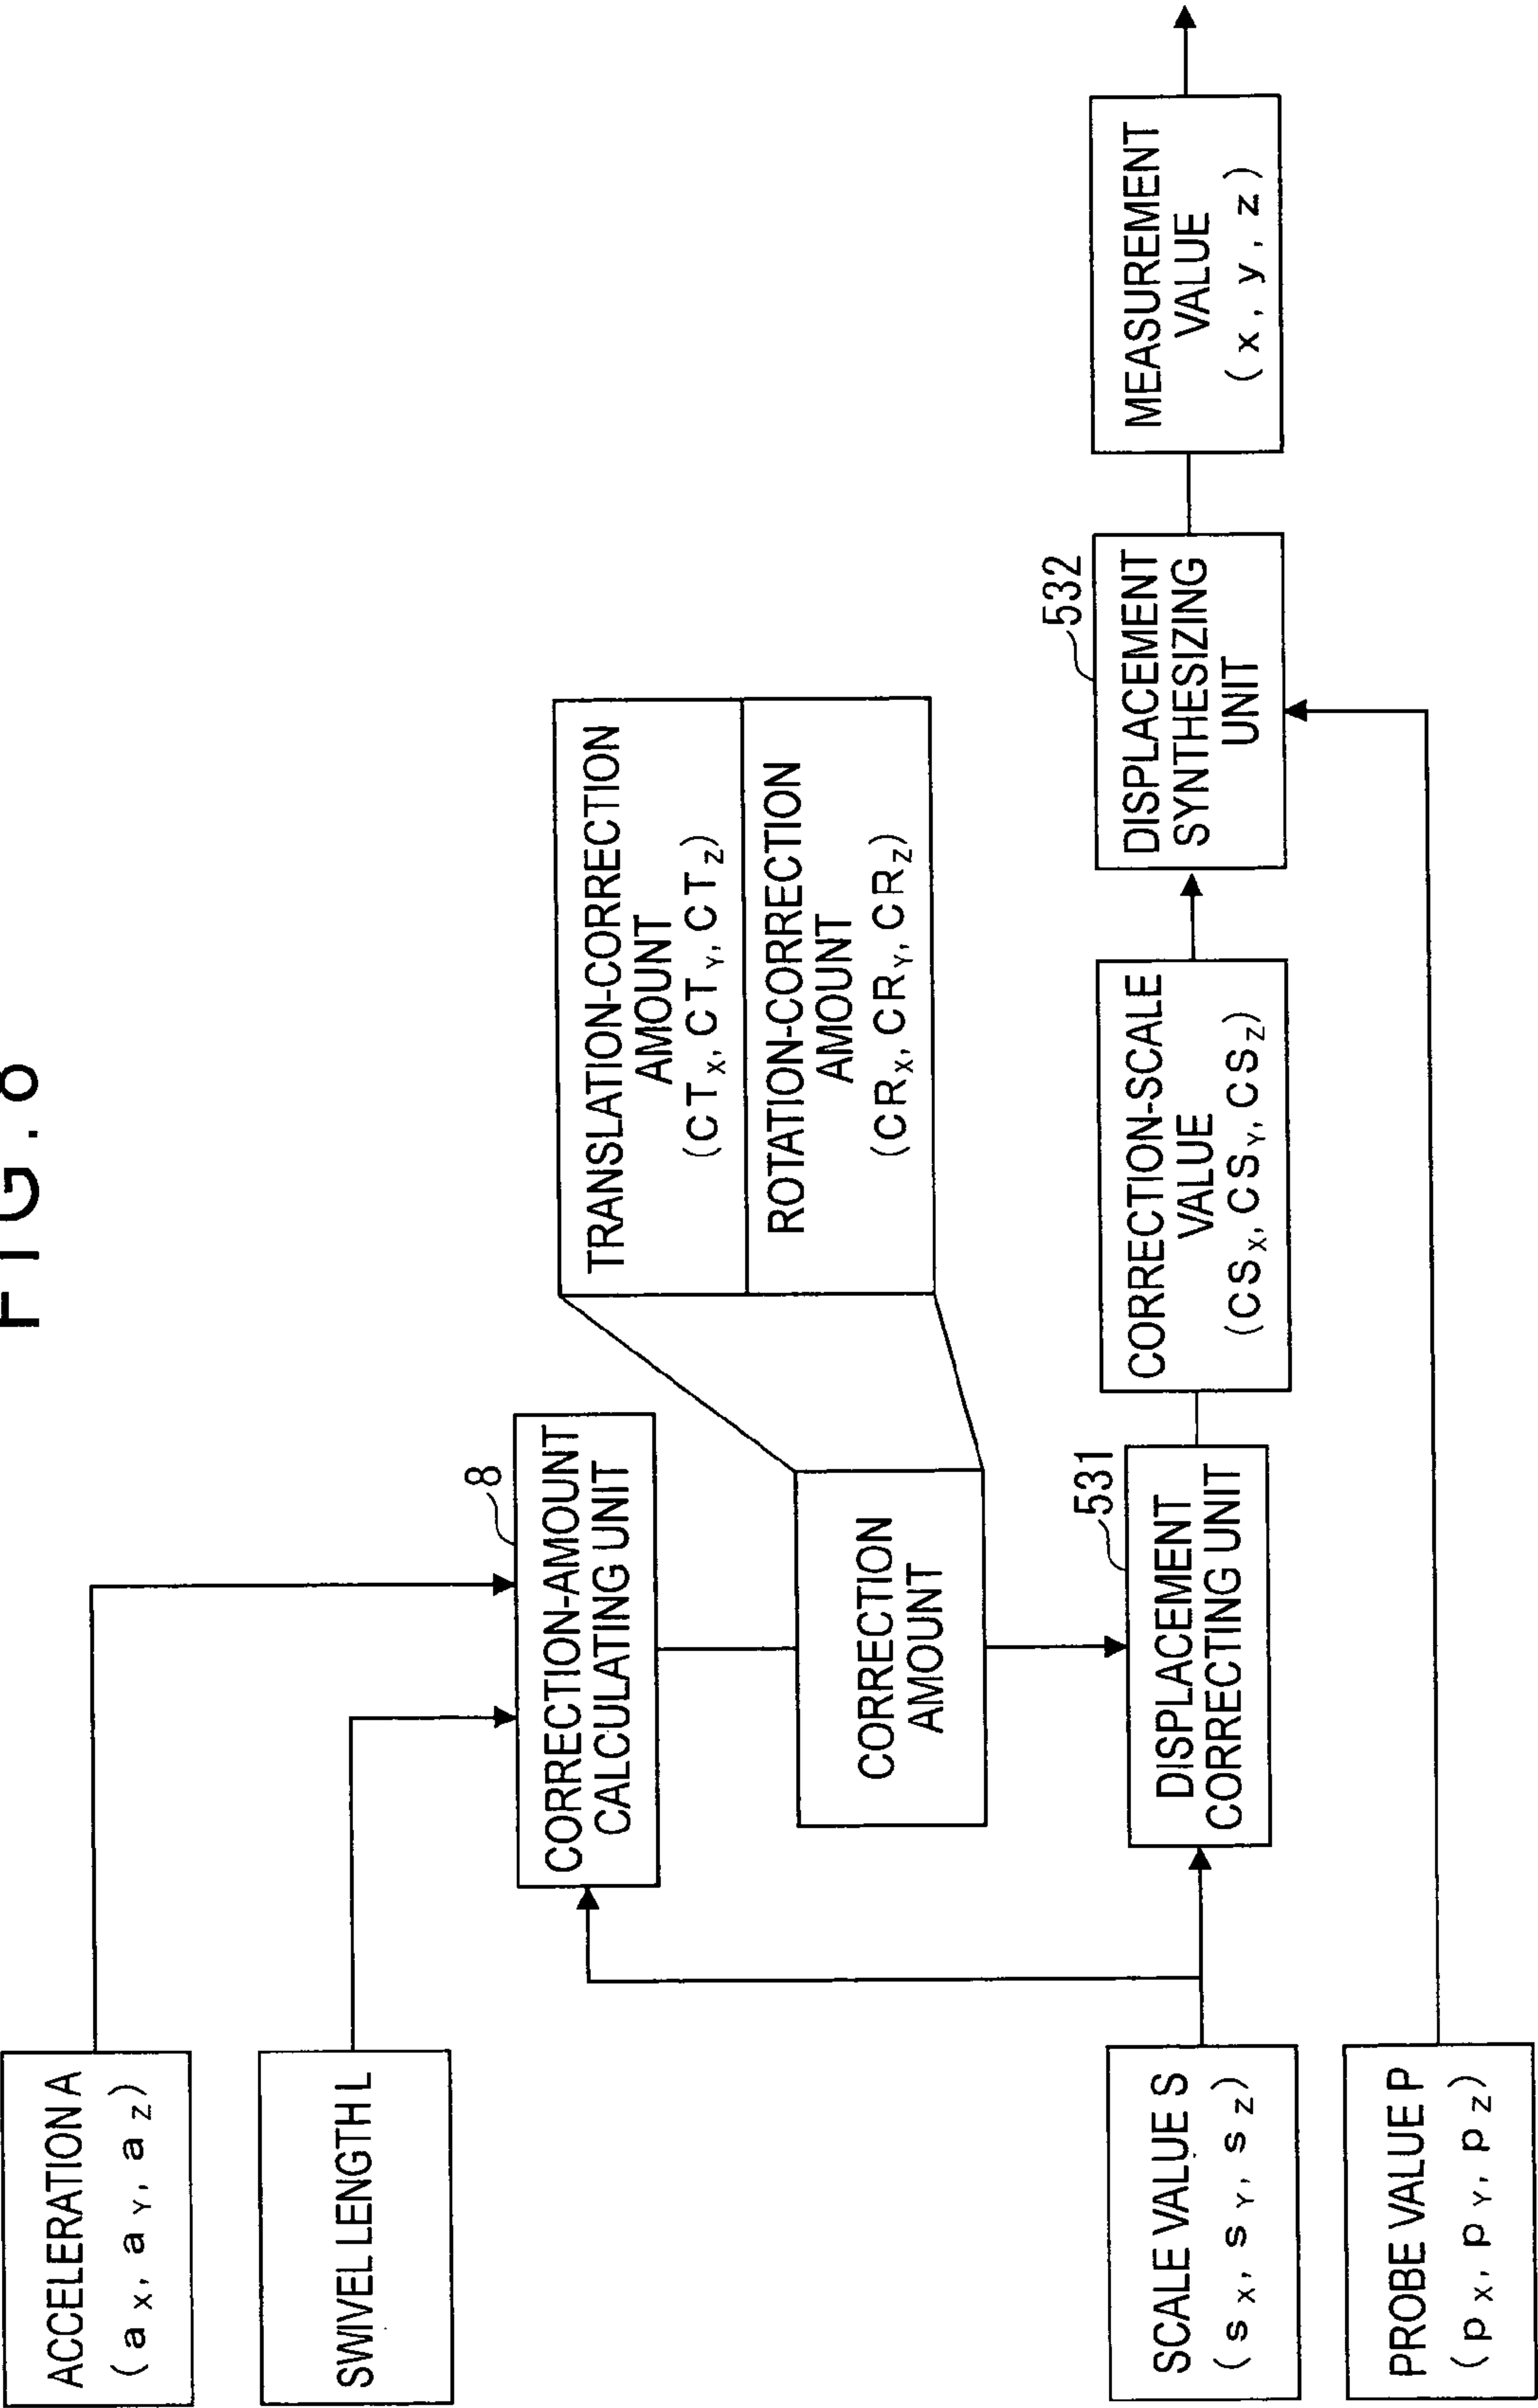 FIG. 8
ACCELERATION A
(aX, aY, aZ)
SWIVEL LENGTH L
8
CORRECTION-AMOUNT
CALCULATING UNIT
TRANSLATION-CORRECTION
AMOUNT
(CTX, CTY, CTZ)
ROTATION-CORRECTION
AMOUNT
(CRX, CRY, CRZ)
CORRECTION
AMOUNT
SCALE VALUE S
(sX, sY, sZ)
531
DISPLACEMENT
CORRECTING UNIT
CORRECTION-SCALE
VALUE
(CSX, CSY, CSZ)
532
DISPLACEMENT
SYNTHESIZING
UNIT
MEASUREMENT
VALUE
(x, y, z)
PROBE VALUE P
(pX, pY, pZ)